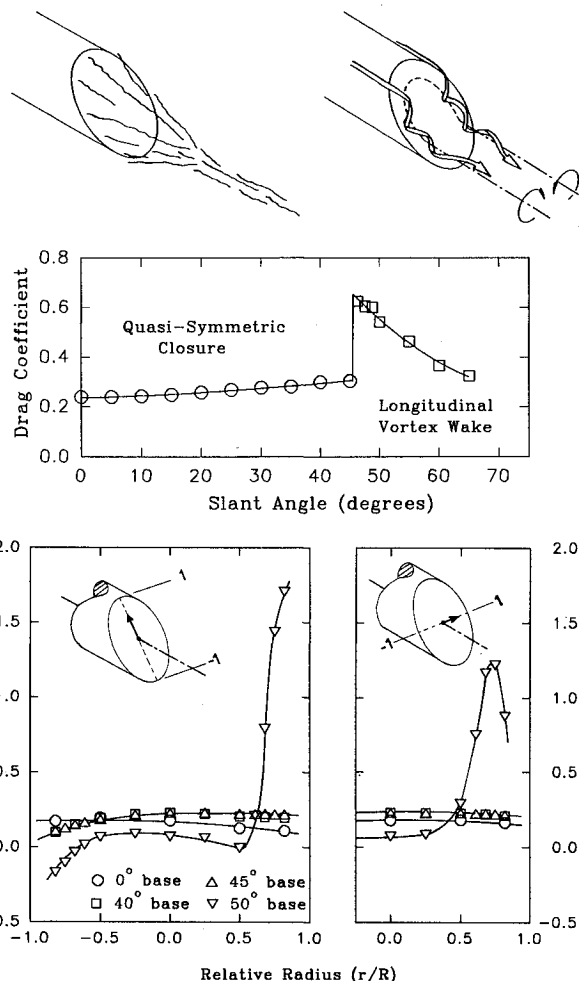 0.8
0.6
0.4
0.2
0.0
Drag Coefficient
Quasi-Symmetric
Closure
Longitudinal
Vortex Wake
0 10 20 30 40 50 60 70
Slant Angle (degrees)
2.0
1.5
1.0
0.5
0.0
0.5
1
-1
○ 0° base △ 45° base
□ 40° base ▽ 50° base
-1.0 -0.5 0.0 0.5 1.0
1
-1
2.0
1.5
1.0
0.5
0.0
-0.5
0.0 0.5 1.0
Relative Radius (r/R)